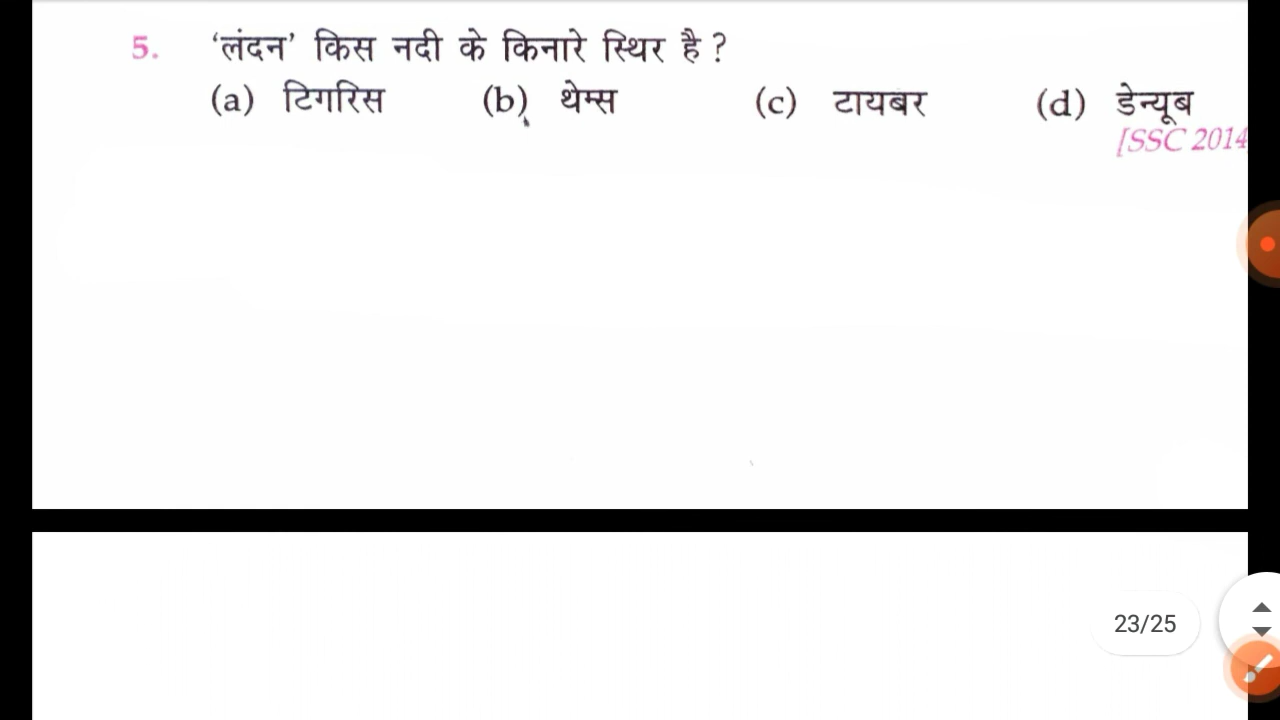 5. ‘लंदन’ किस नदी के किनारे स्थिर है ?
(a) टिगरिस (b) थेम्स (c) टायबर (d) डेन्यूब
[SSC 2014
23/25